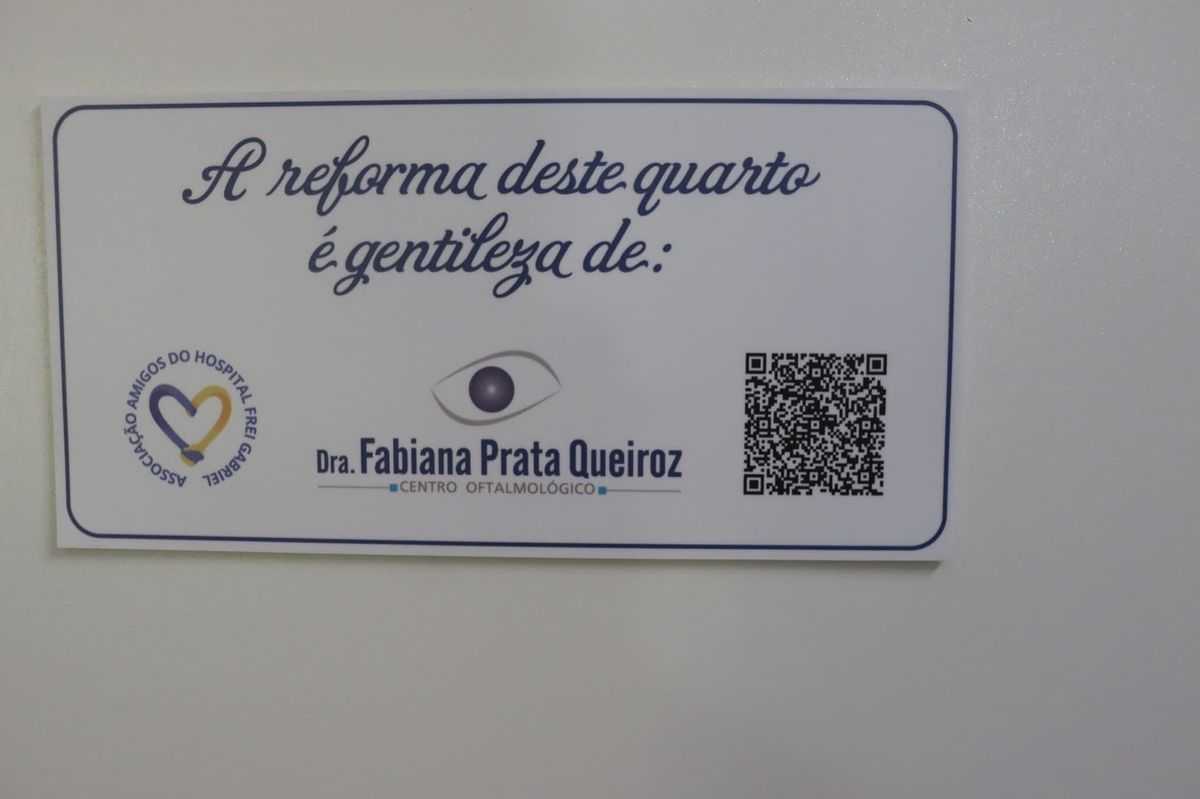 A reforma deste quarto
é gentileza de:
ASSOCIAÇÃO AMIGOS DO HOSPITAL FREI GABRIEL
Dra. Fabiana Prata Queiroz
CENTRO OFTALMOLÓGICO